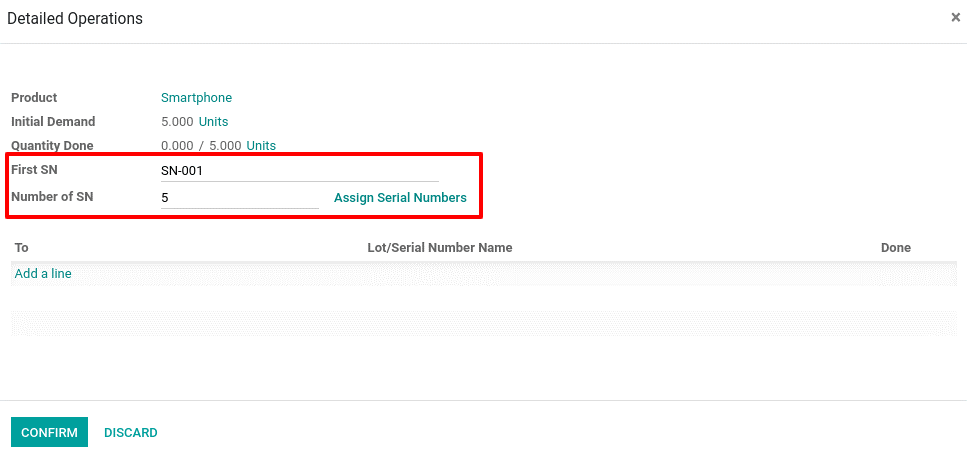 Detailed Operations ×
Product Smartphone
Initial Demand 5.000 Units
Quantity Done 0.000 / 5.000 Units
First SN SN-001
Number of SN 5 Assign Serial Numbers
To Lot/Serial Number Name Done
Add a line
CONFIRM DISCARD